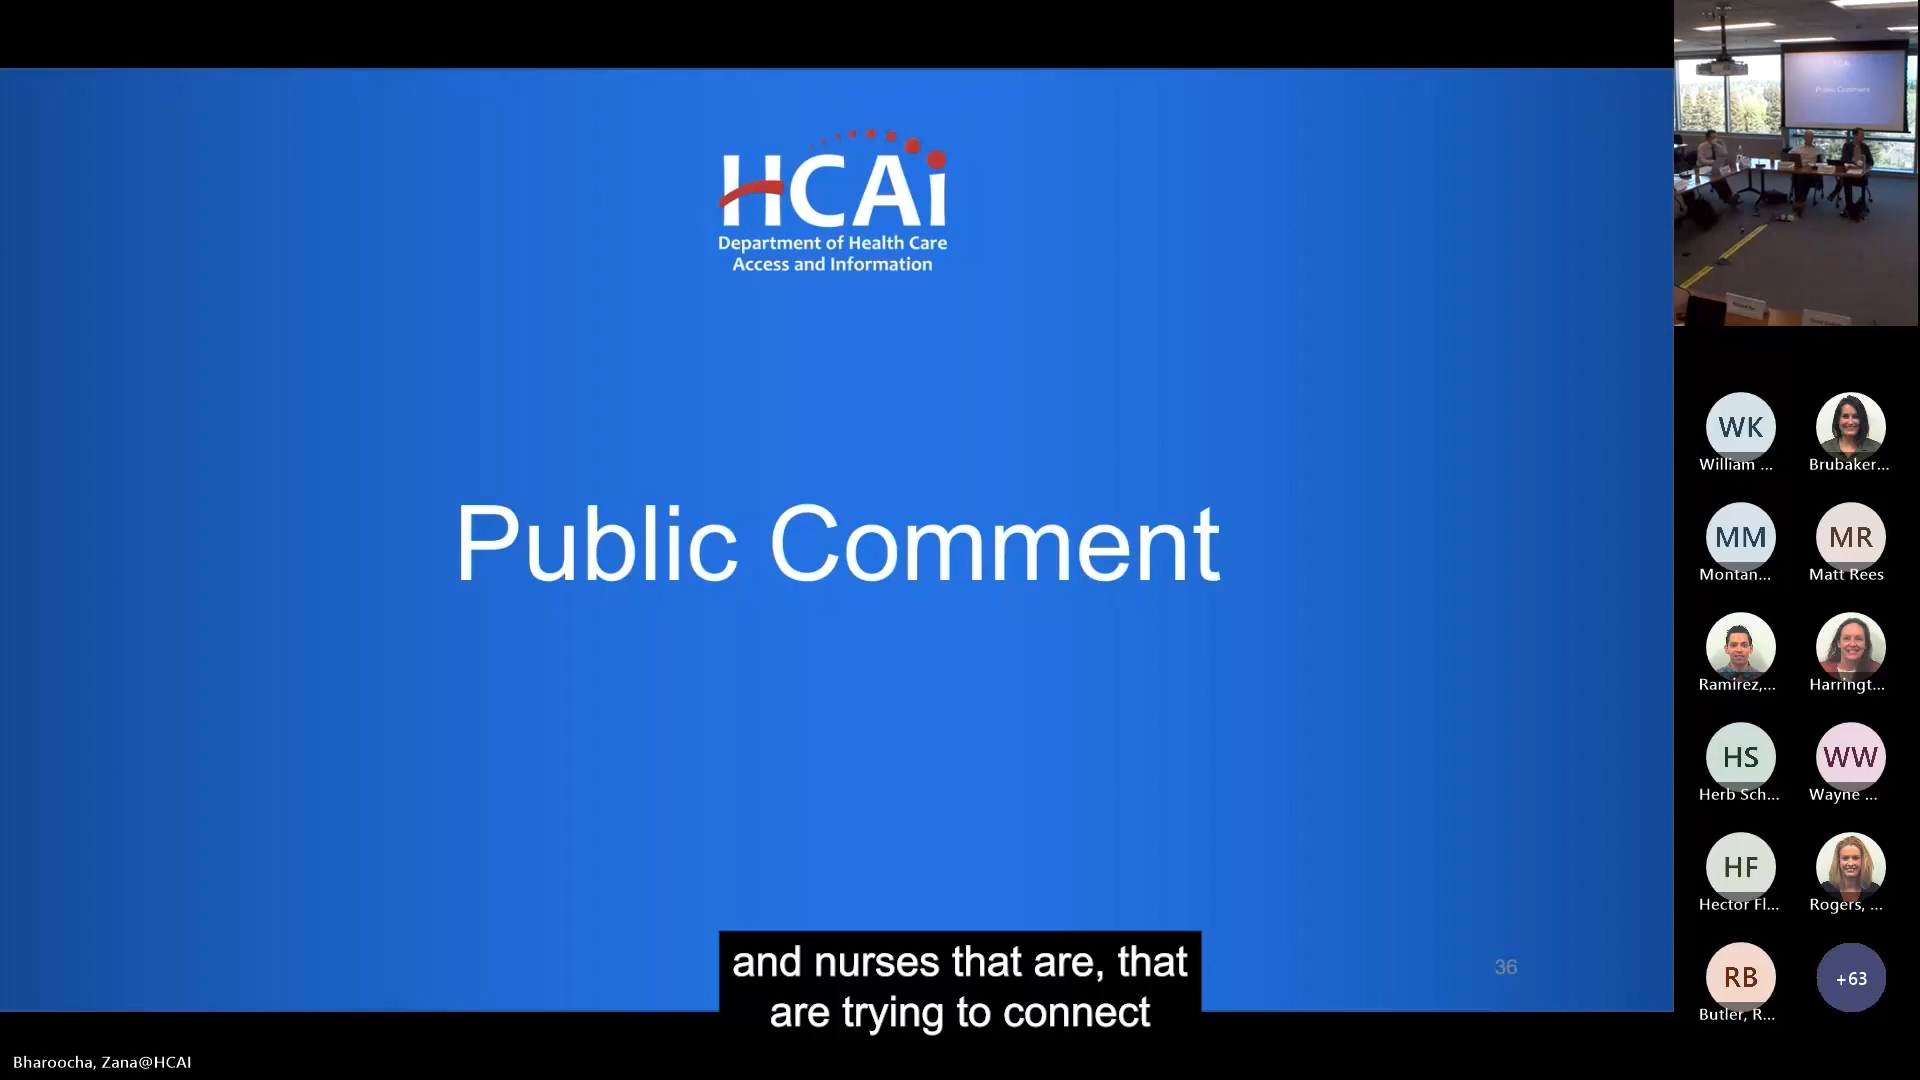 HCAi
Department of Health Care
Access and Information
Public Comment
36
and nurses that are, that
are trying to connect
Bharoocha, Zana@HCAI
Public Comment
WK
William ...
Brubaker...
MM
Montan...
MR
Matt Rees
Ramirez,...
Harringt...
HS
Herb Sch...
WW
Wayne ...
HF
Hector Fl...
Rogers, ...
RB
Butler, R...
+63